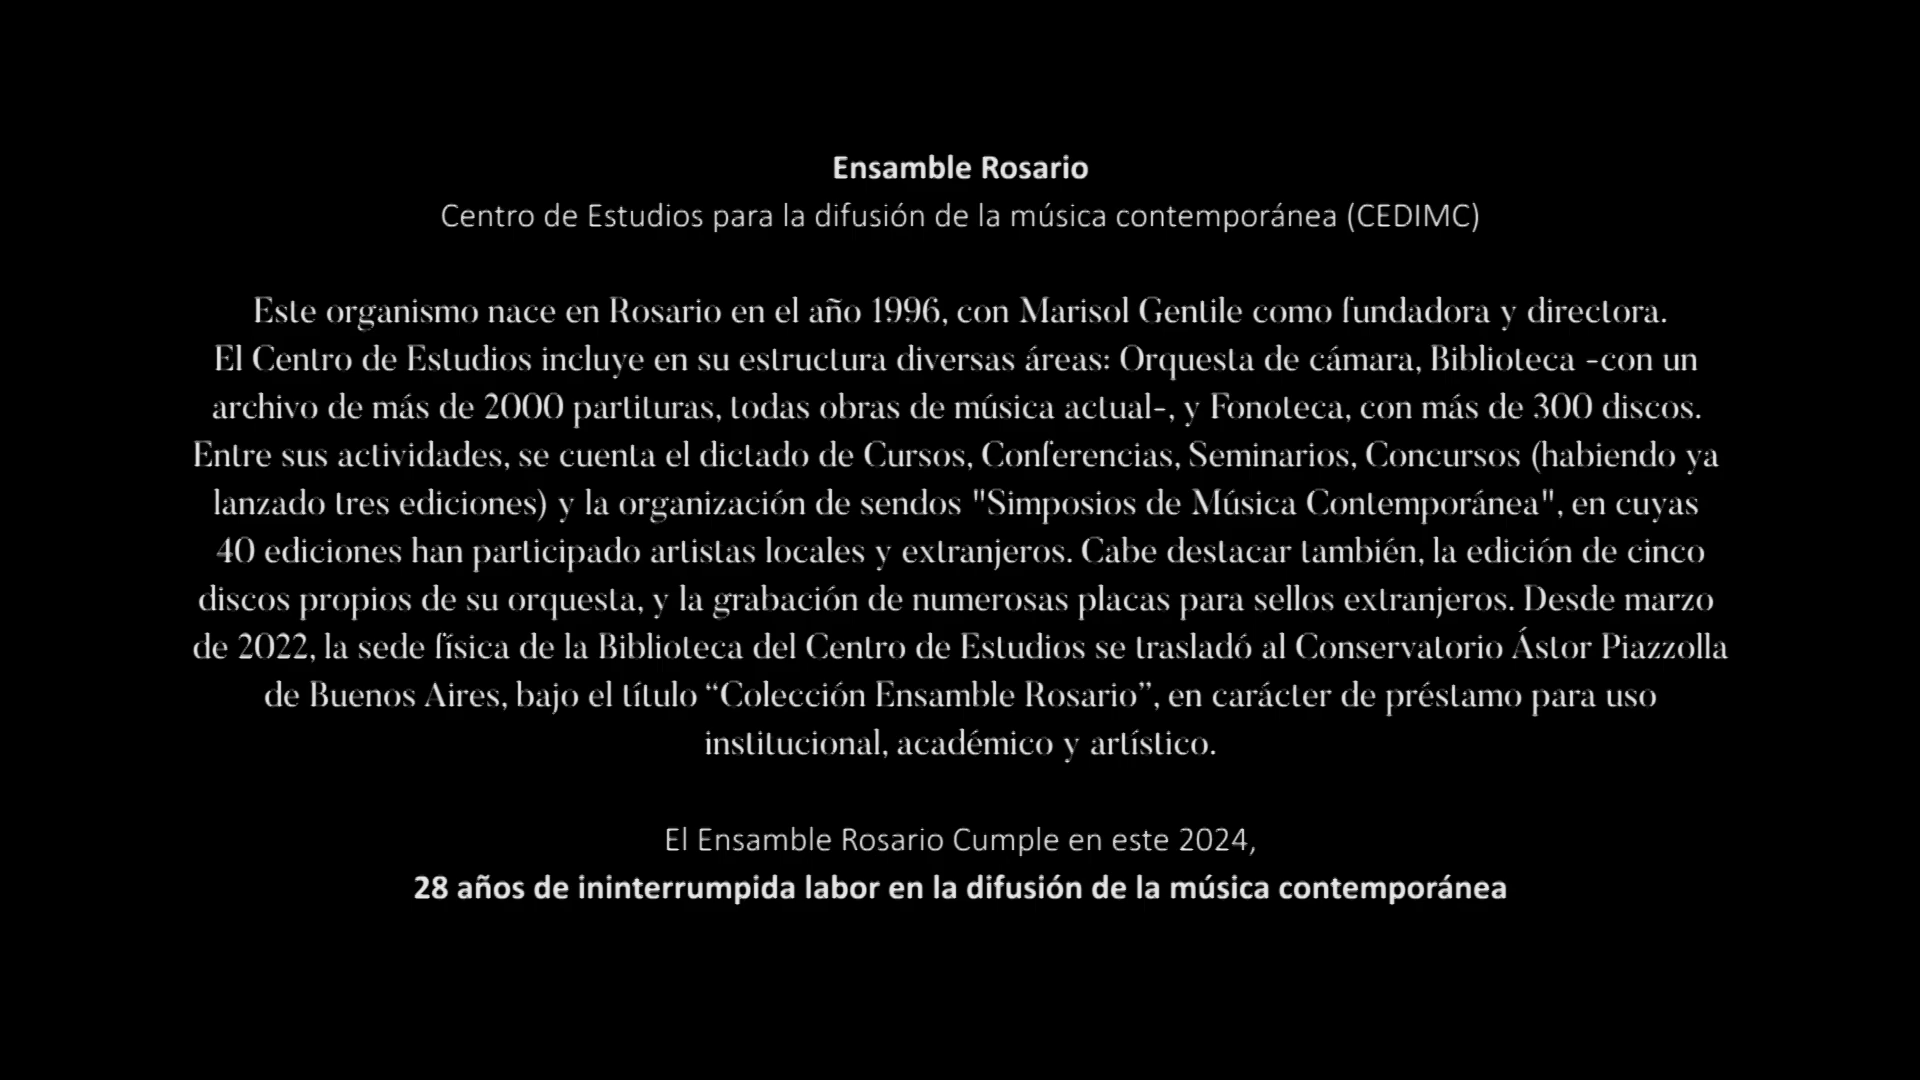 Ensamble Rosario
Centro de Estudios para la difusión de la música contemporánea (CEDIMC)
Este organismo nace en Rosario en el año 1996, con Marisol Gentile como fundadora y directora.
El Centro de Estudios incluye en su estructura diversas áreas: Orquesta de cámara, Biblioteca -con un
archivo de más de 2000 partituras, todas obras de música actual-, y Fonoteca, con más de 300 discos.
Entre sus actividades, se cuenta el dictado de Cursos, Conferencias, Seminarios, Concursos (habiendo ya
lanzado tres ediciones) y la organización de sendos "Simposios de Música Contemporánea", en cuyas
40 ediciones han participado artistas locales y extranjeros. Cabe destacar también, la edición de cinco
discos propios de su orquesta, y la grabación de numerosas placas para sellos extranjeros. Desde marzo
de 2022, la sede física de la Biblioteca del Centro de Estudios se trasladó al Conservatorio Ástor Piazzolla
de Buenos Aires, bajo el título “Colección Ensamble Rosario”, en carácter de préstamo para uso
institucional, académico y artístico.
El Ensamble Rosario Cumple en este 2024,
28 años de ininterrumpida labor en la difusión de la música contemporánea